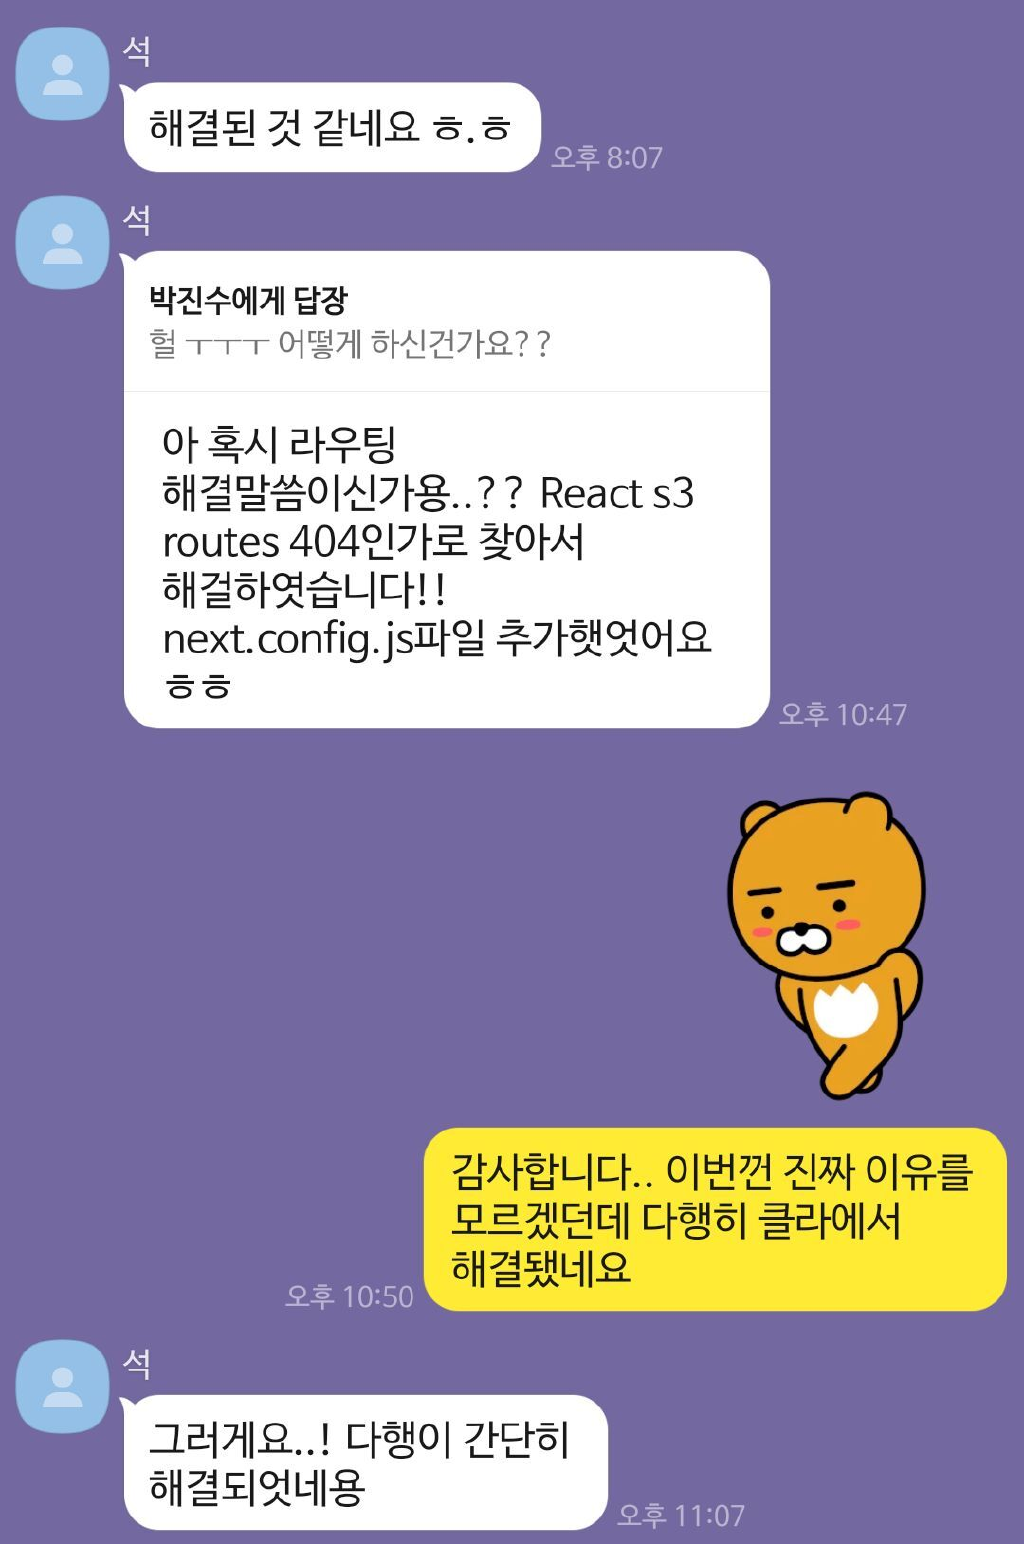 석
해결된 것 같네요 ㅎ.ㅎ
오후 8:07
석
박진수에게 답장
헐 ㅜㅜㅜ 어떻게 하신건가요??
아 혹시 라우팅
해결말씀이신가용..?? React s3
routes 404인가로 찾아서
해걸하엿습니다!!
next.config.js파일 추가햇엇어요
ㅎㅎ
오후 10:47
감사합니다.. 이번껀 진짜 이유를
모르겠던데 다행히 클라에서
해결됐네요
오후 10:50
석
그러게요..! 다행이 간단히
해결되엇네용
오후 11:07